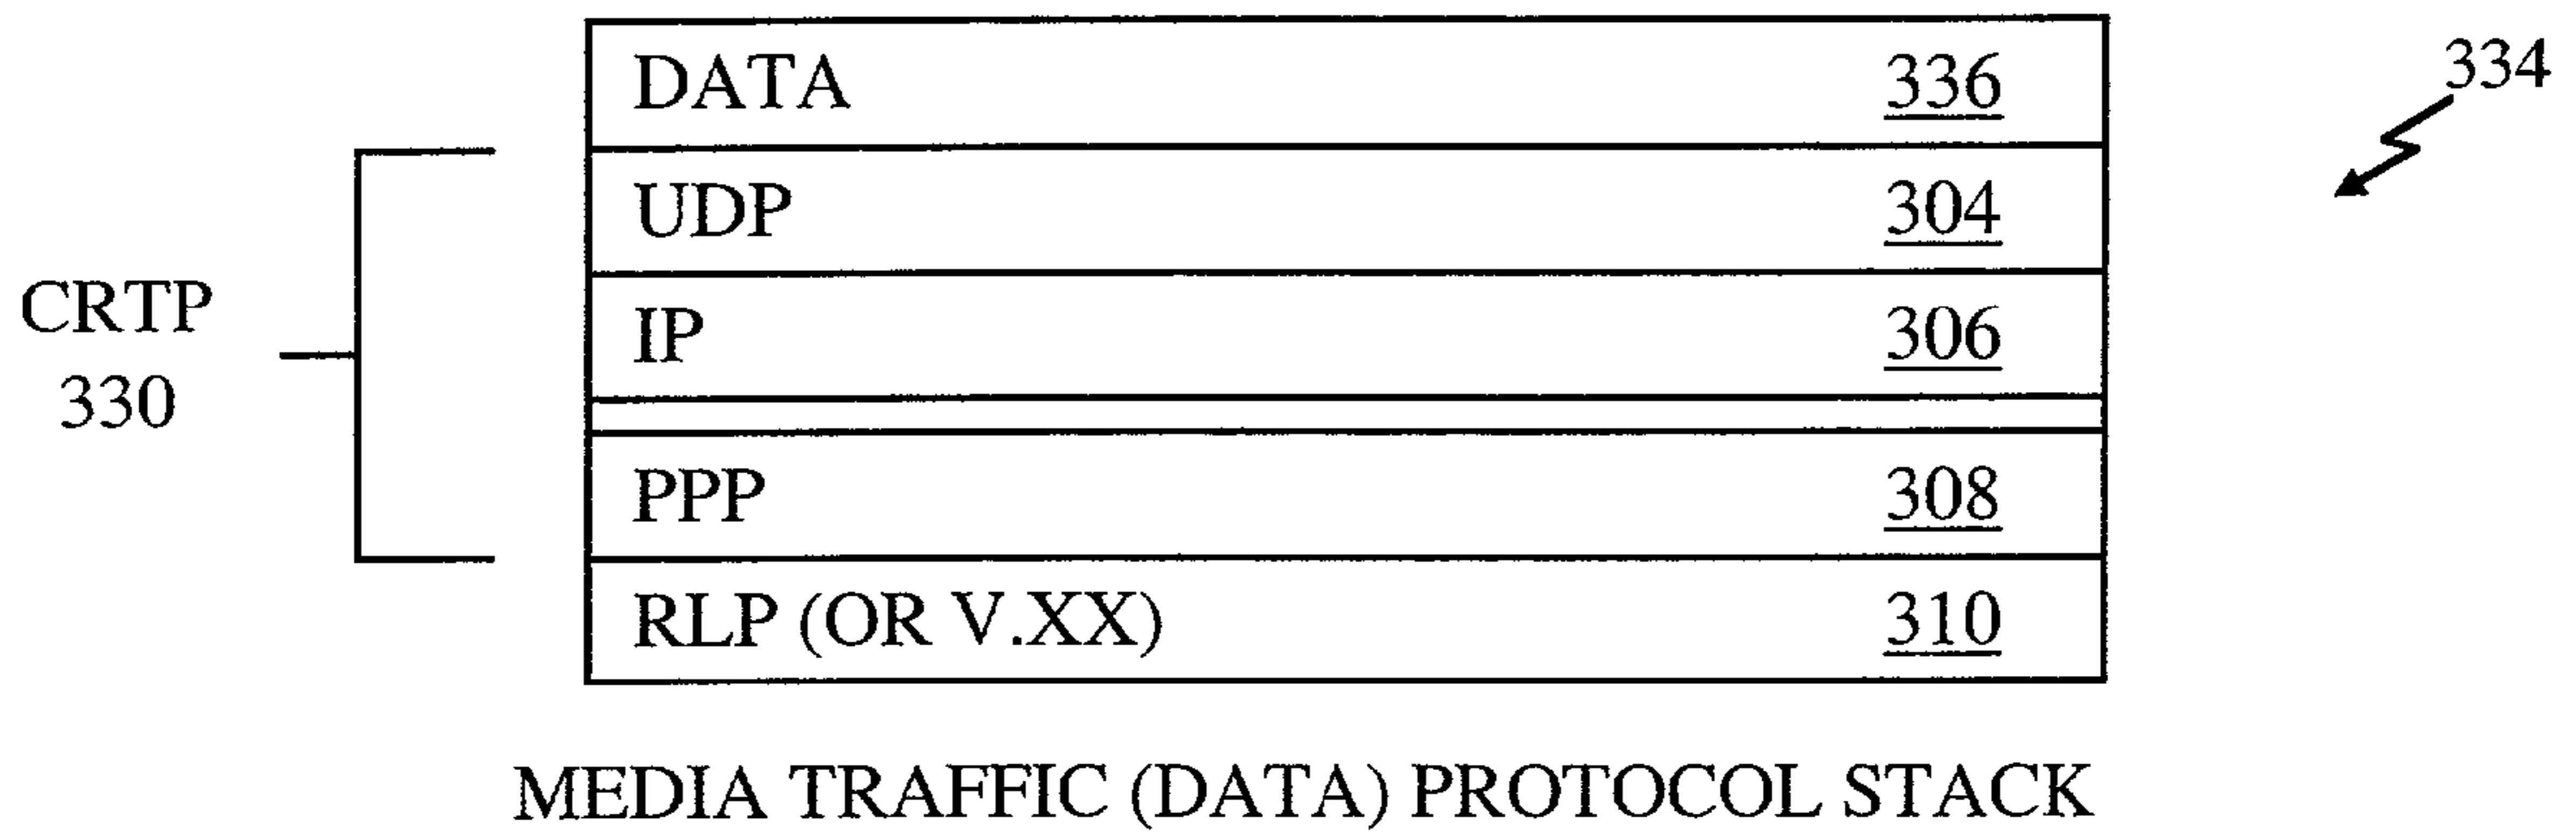 DATA 336
334
UDP 304
CRTP
330
IP 306
PPP 308
RLP (OR V.XX) 310
MEDIA TRAFFIC (DATA) PROTOCOL STACK